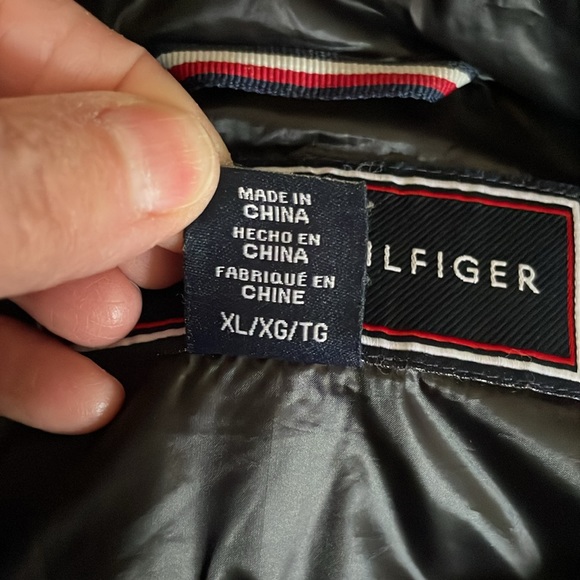 MADE IN
CHINA
HECHO EN
CHINA
FABRIQUÉ EN
CHINE
XL/XG/TG
ILFIGER